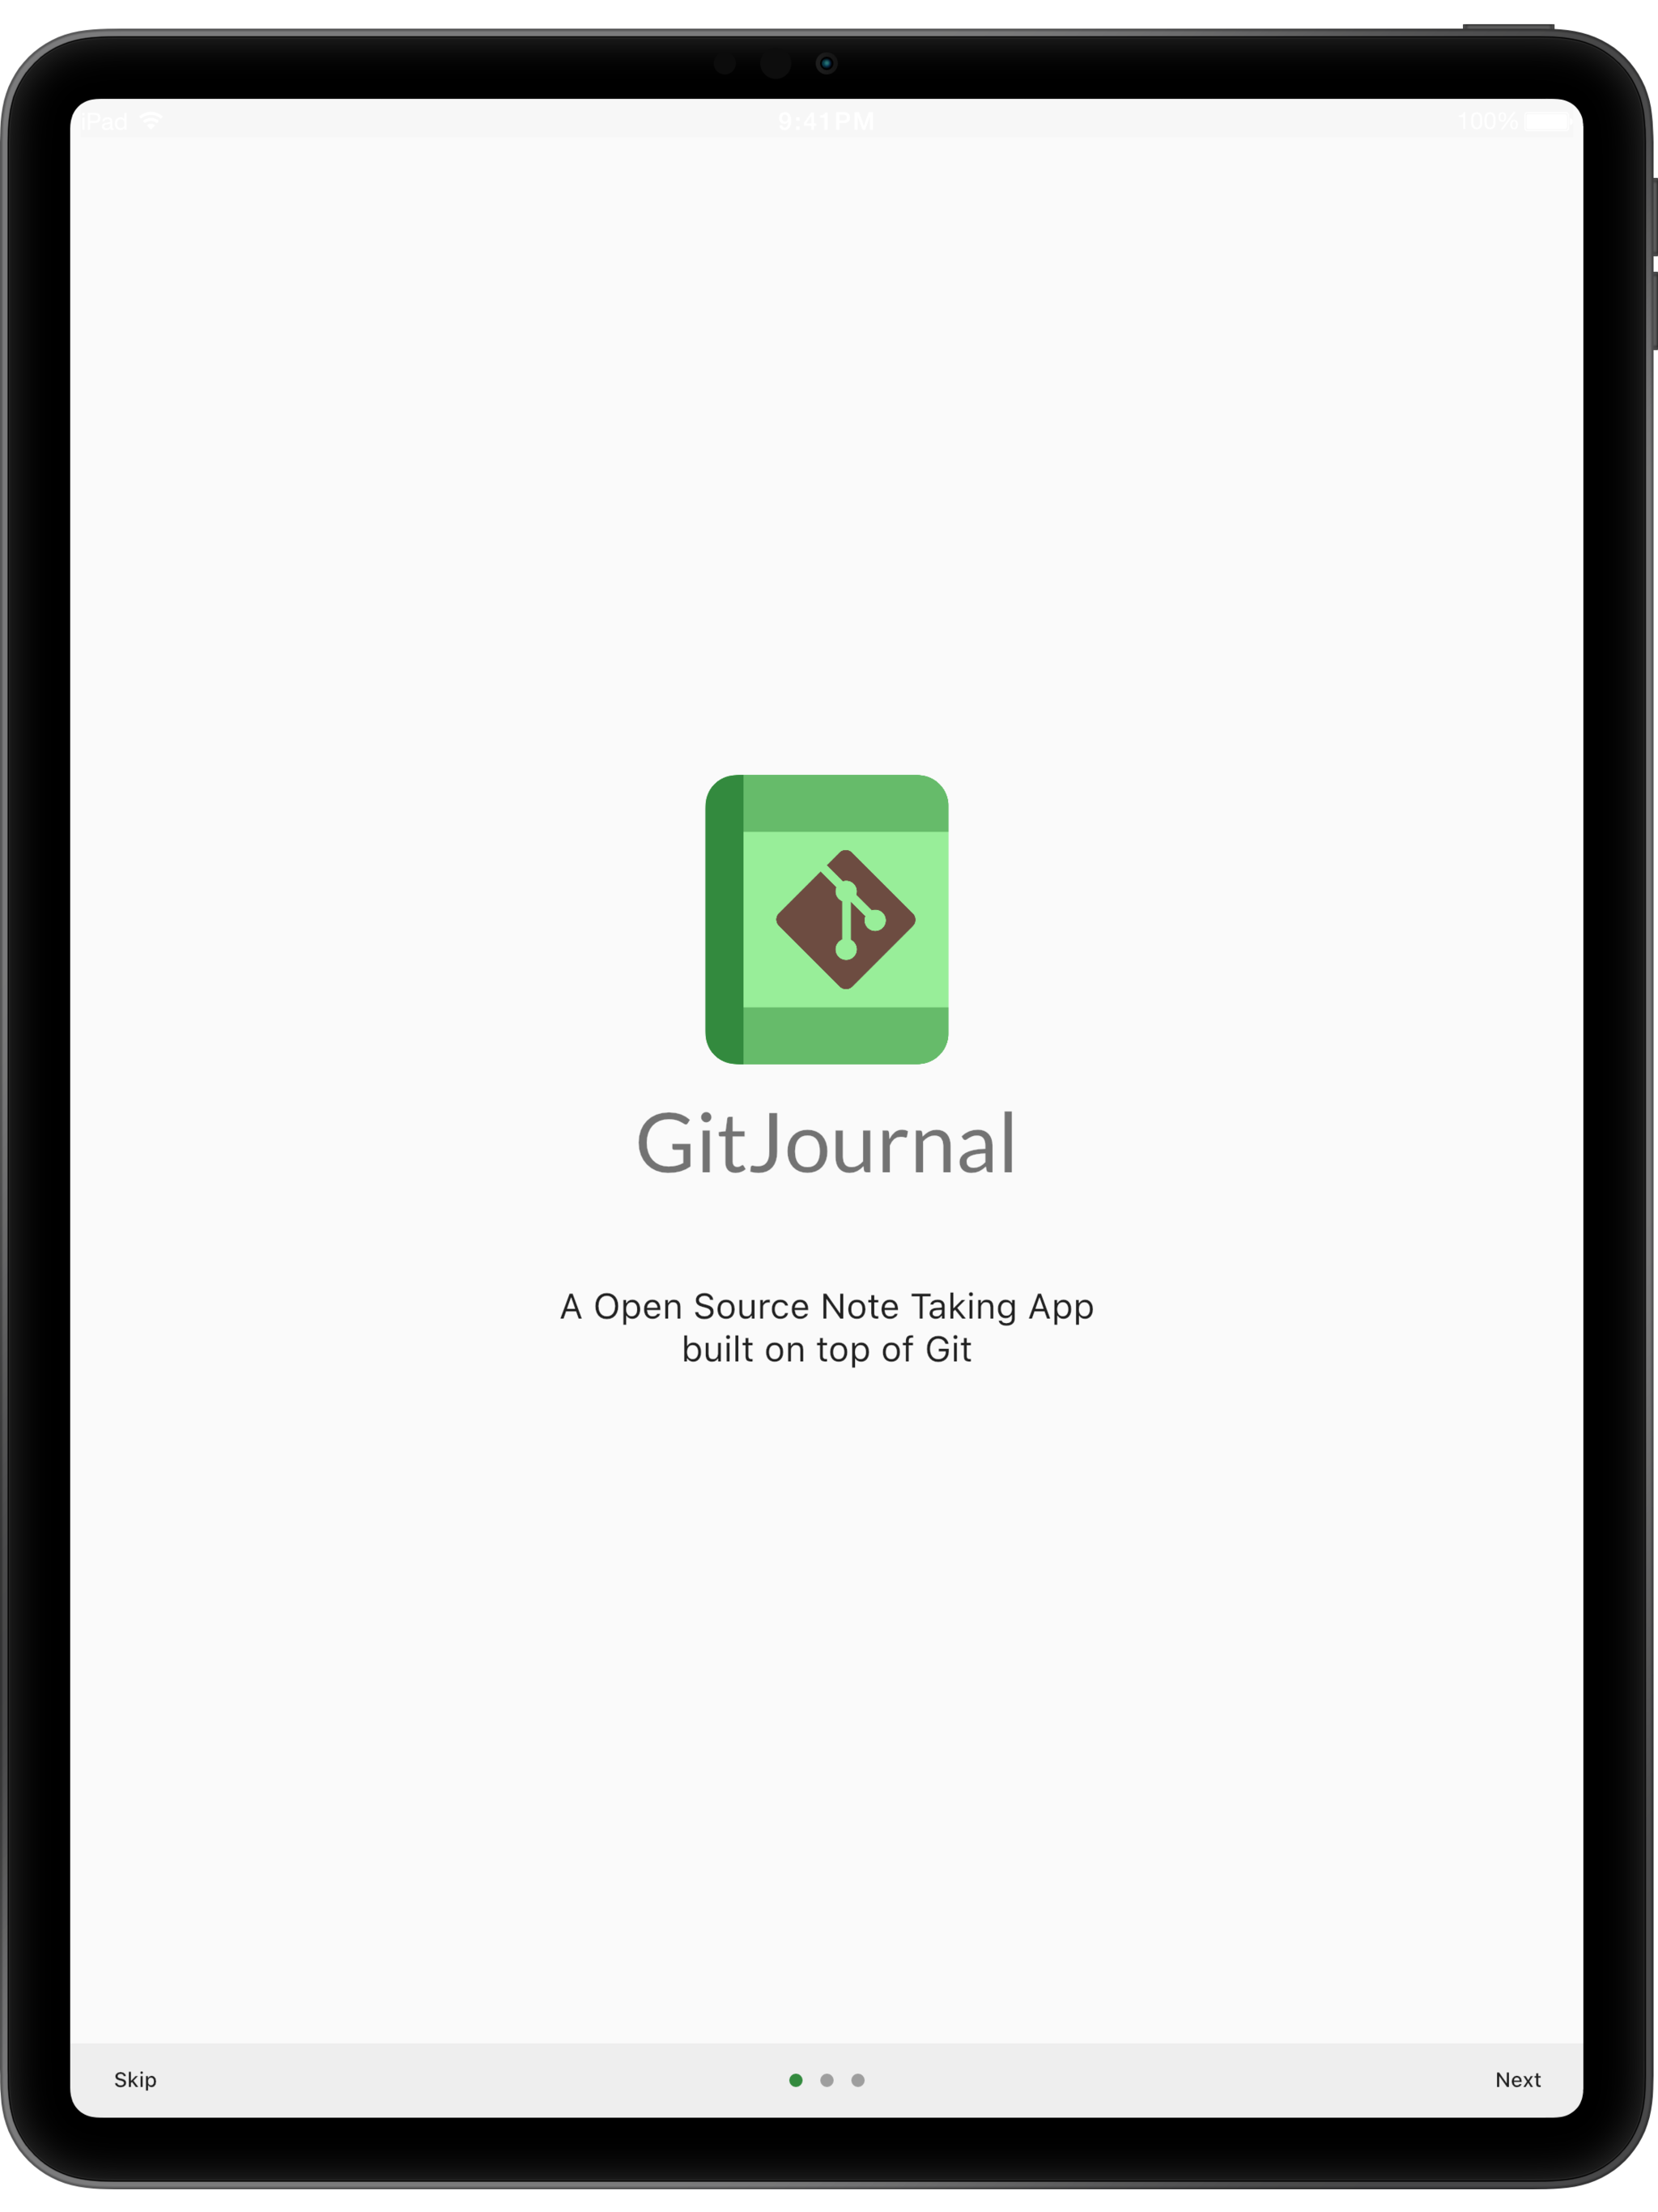 iPad 9:41 PM 100%
GitJournal
A Open Source Note Taking App
built on top of Git
Skip Next